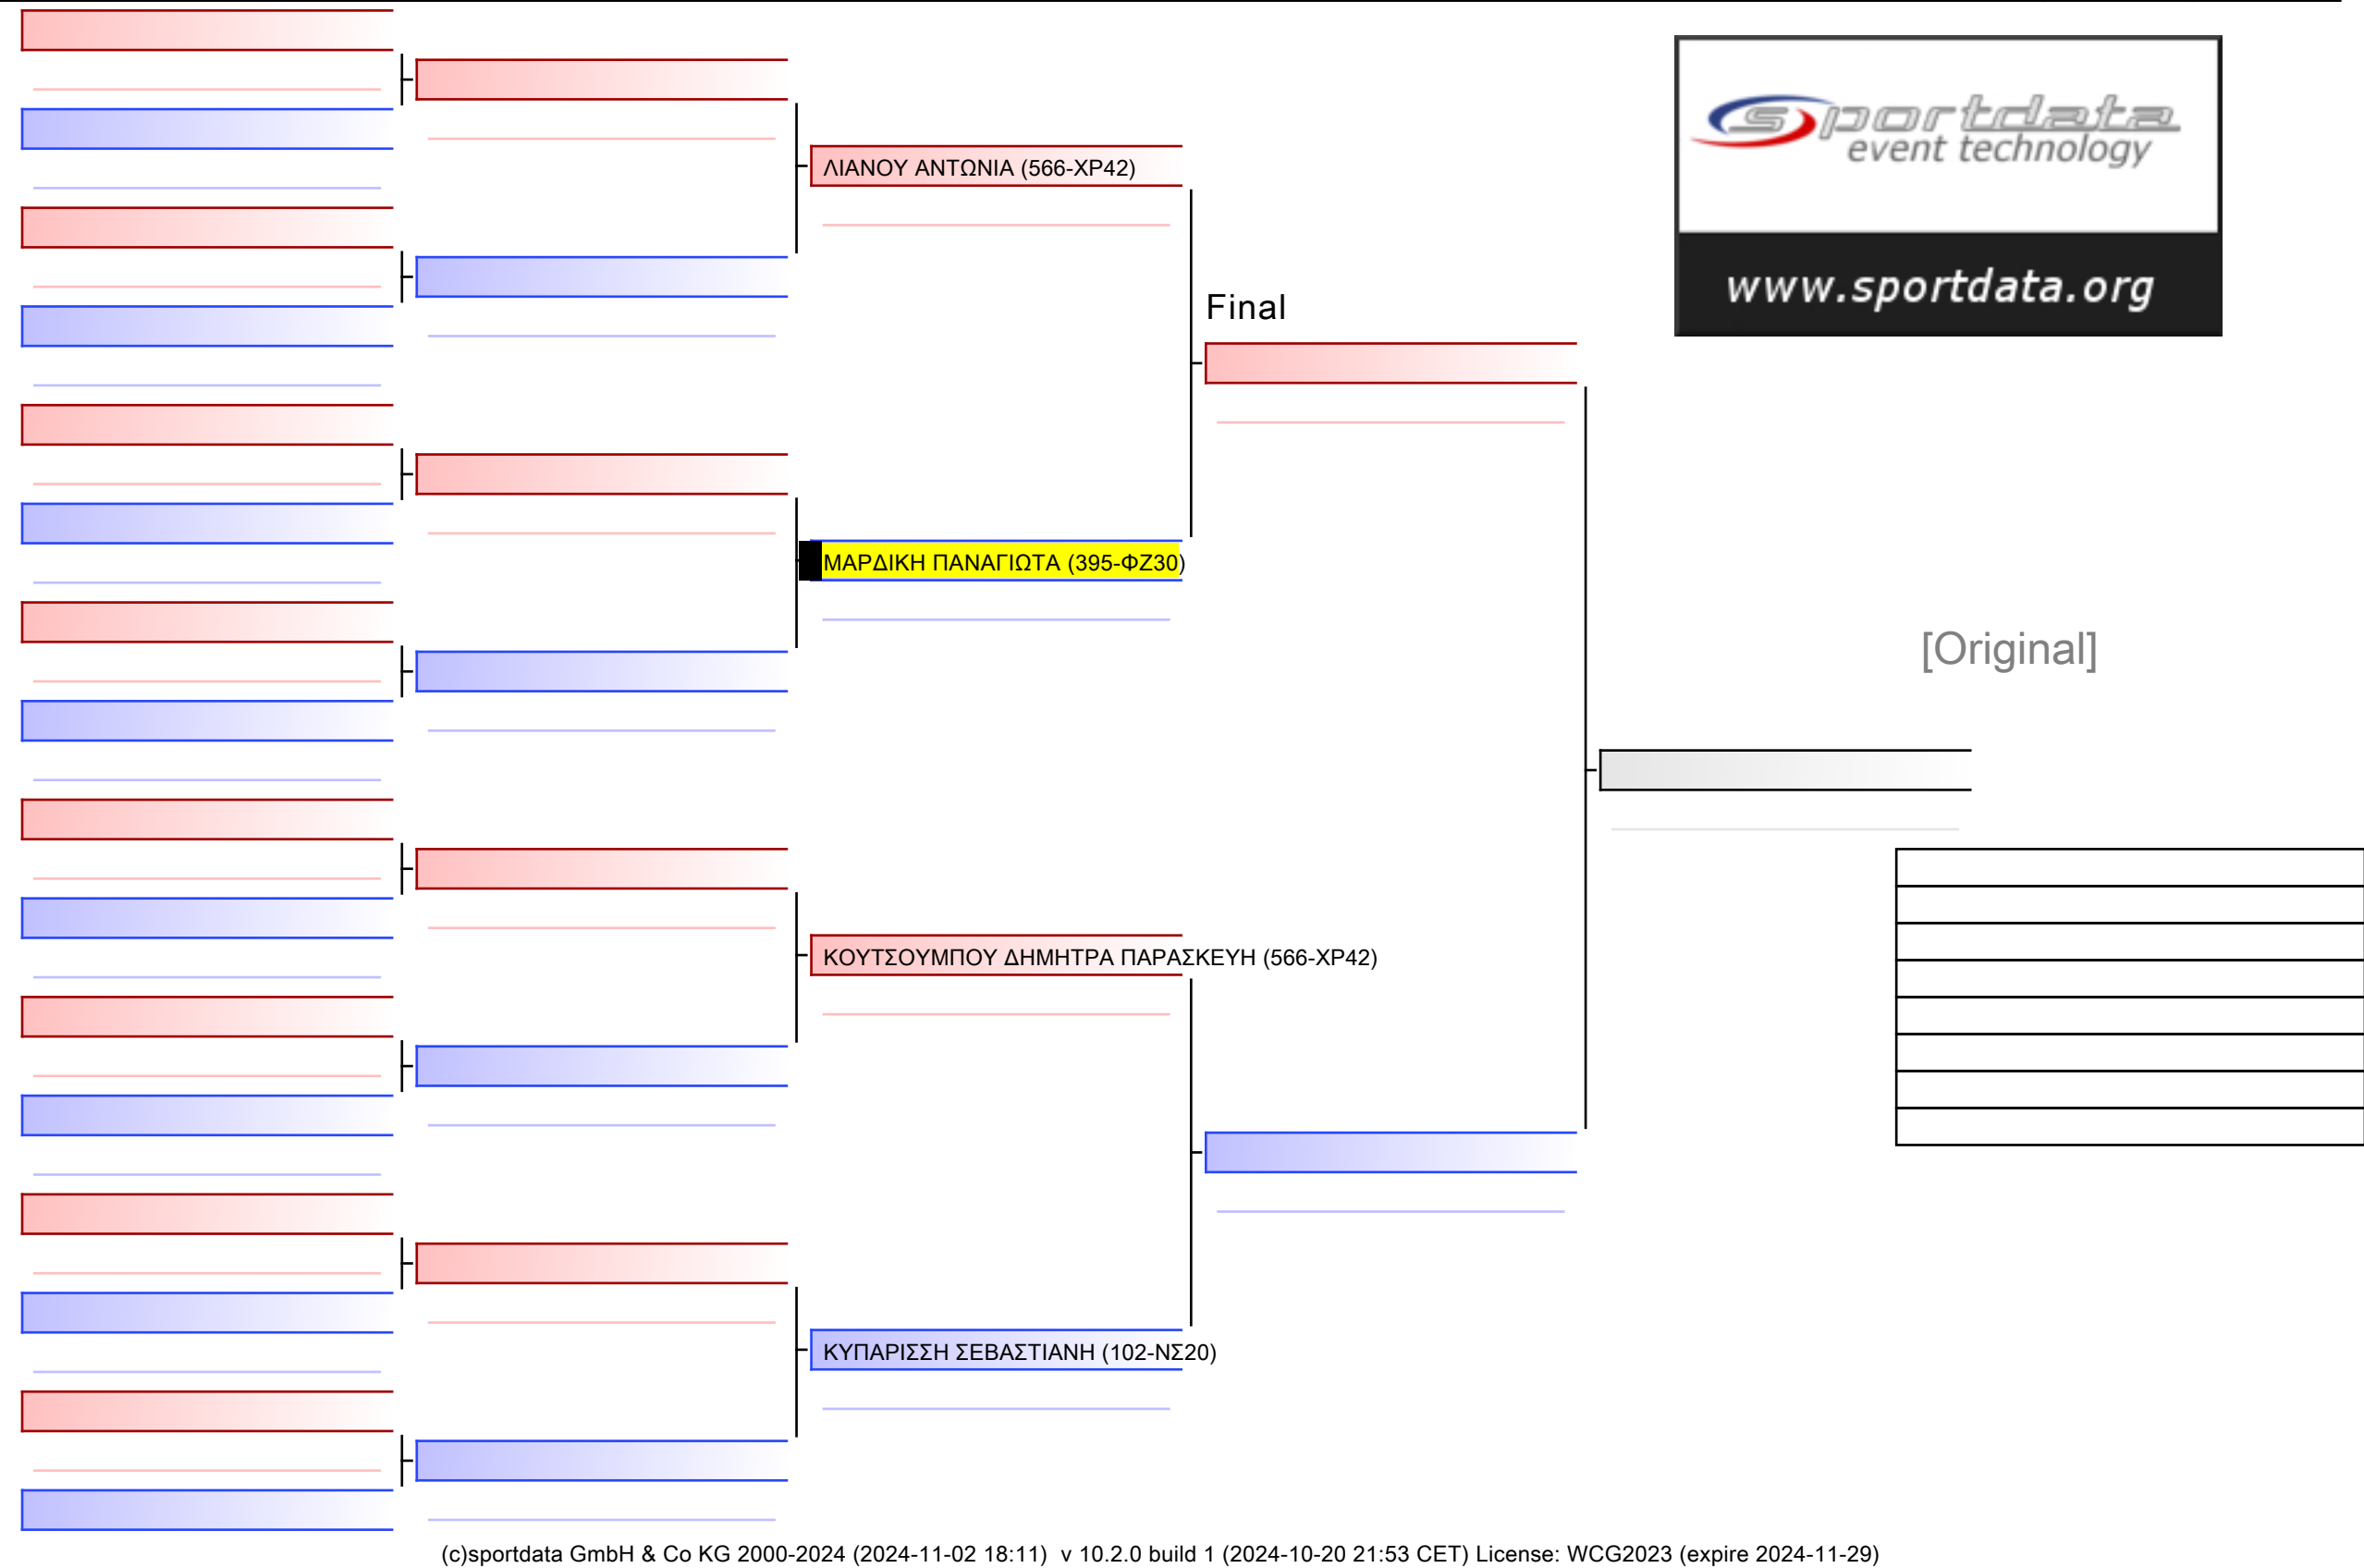 sportdata
event technology
www.sportdata.org
ΛΙΑΝΟΥ ΑΝΤΩΝΙΑ (566-ΧΡ42)
Final
ΜΑΡΔΙΚΗ ΠΑΝΑΓΙΩΤΑ (395-ΦΖ30)
[Original]
ΚΟΥΤΣΟΥΜΠΟΥ ΔΗΜΗΤΡΑ ΠΑΡΑΣΚΕΥΗ (566-ΧΡ42)
ΚΥΠΑΡΙΣΣΗ ΣΕΒΑΣΤΙΑΝΗ (102-ΝΣ20)
(c)sportdata GmbH & Co KG 2000-2024 (2024-11-02 18:11)  v 10.2.0 build 1 (2024-10-20 21:53 CET) License: WCG2023 (expire 2024-11-29)